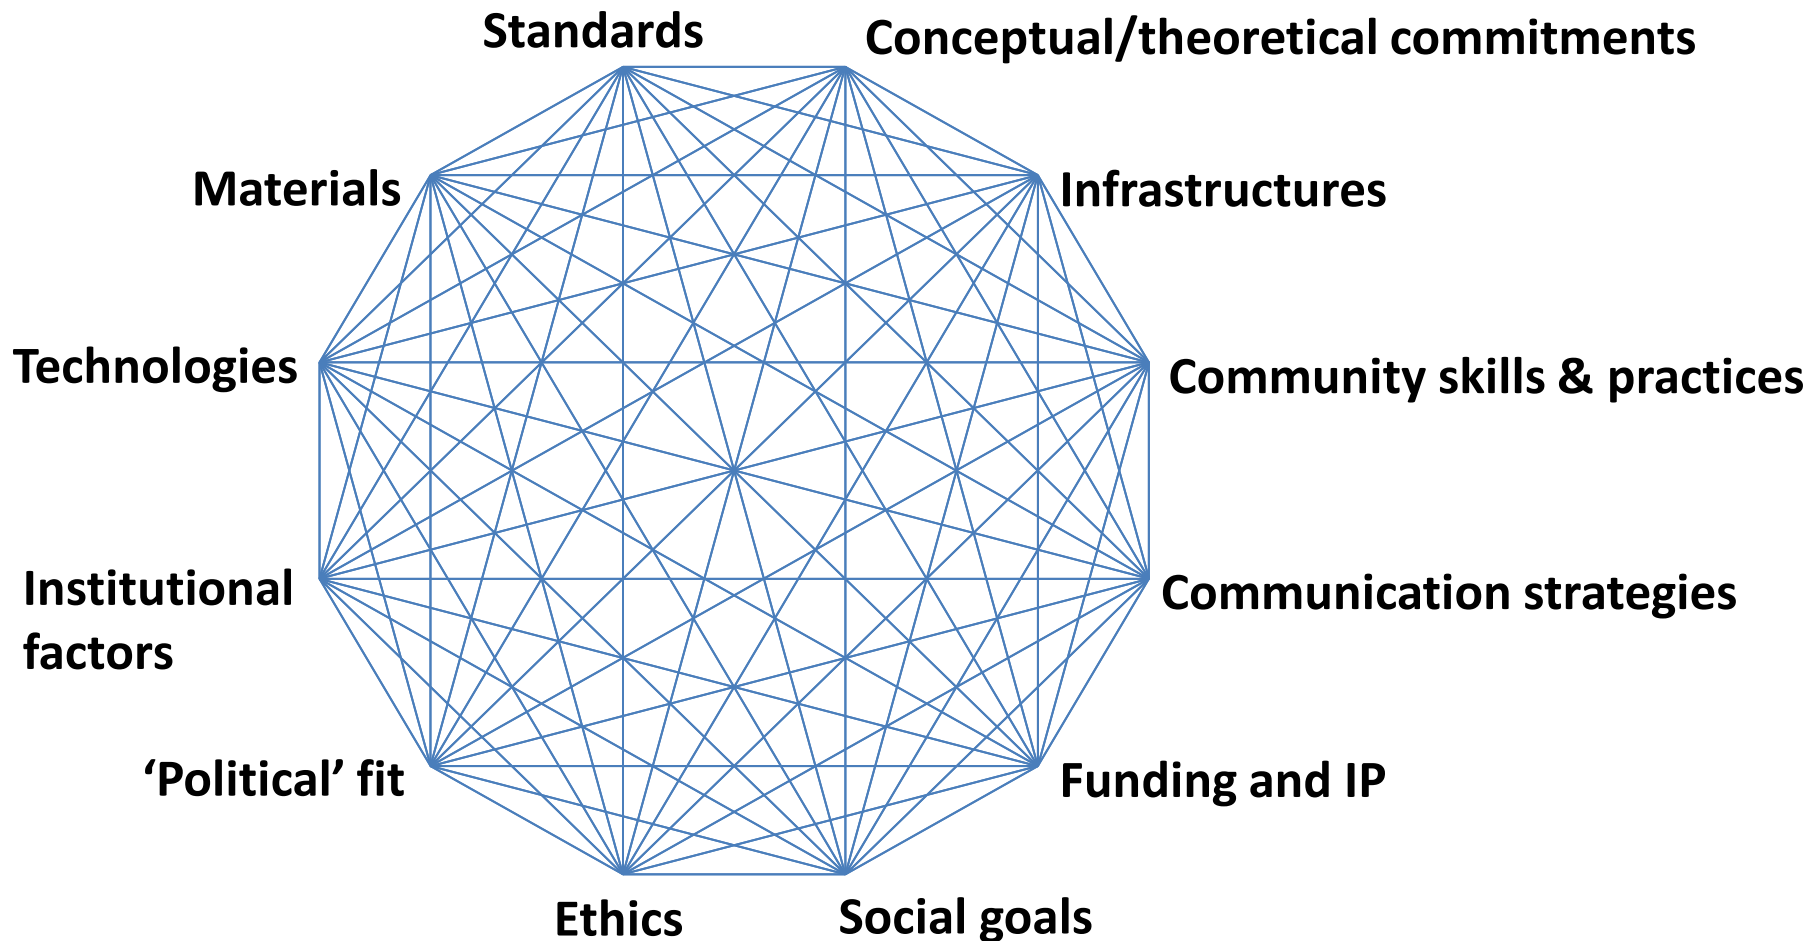 Standards
Conceptual/theoretical commitments
Materials
Infrastructures
Technologies
Community skills & practices
Institutional
factors
Communication strategies
‘Political’ fit
Funding and IP
Ethics
Social goals